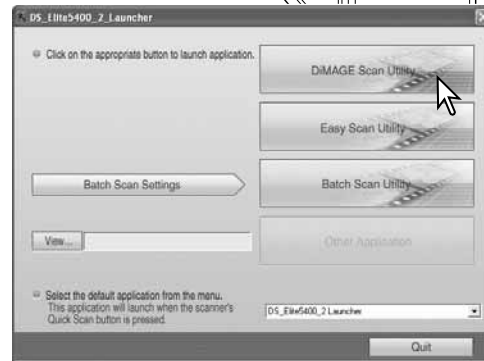 DS_Elite5400_2_Launcher
Click on the appropriate button to launch application.
DiMAGE Scan Utility
Easy Scan Utility
Batch Scan Settings
Batch Scan Utility
View...
Other Application
Select the default application from the menu.
This application will launch when the scanner's
Quick Scan button is pressed.
DS_Elite5400_2 Launcher
Quit